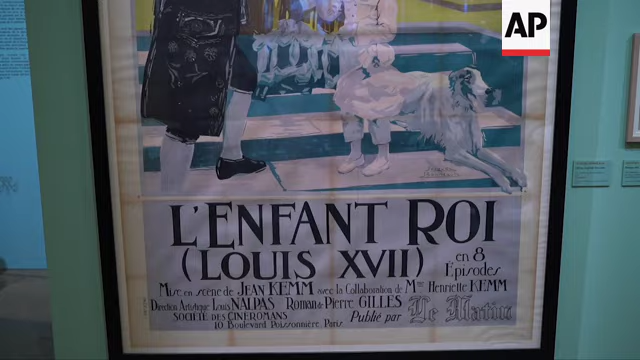 AP
L'ENFANT ROI
(LOUIS XVII) en 8 Épisodes
Mise en scène de JEAN KEMM avec la Collaboration de Mme Henriette KEMM
Direction Artistique Louis NALPAS Roman de Pierre GILLES
SOCIÉTÉ DES CINEROMANS Publié par Le Matin
10 Boulevard Poissonnière Paris